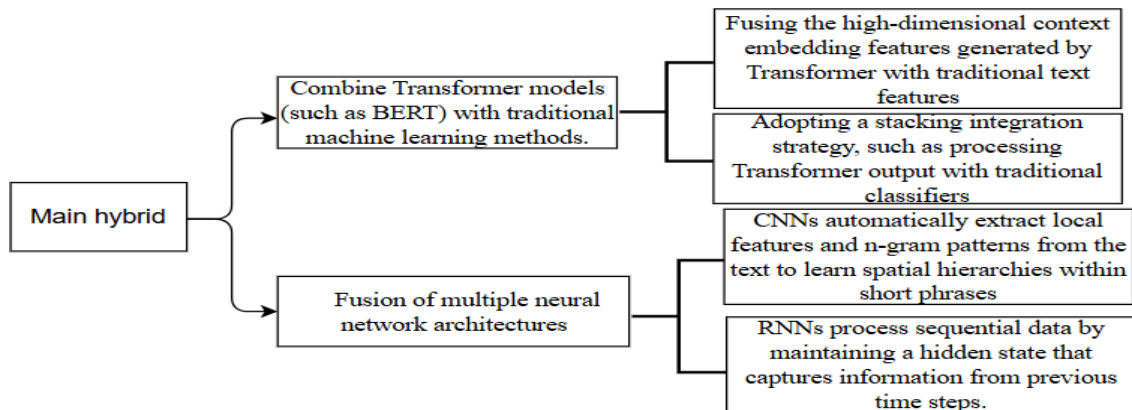 Main hybrid
Combine Transformer models
(such as BERT) with traditional
machine learning methods.
Fusing the high-dimensional context
embedding features generated by
Transformer with traditional text
features
Adopting a stacking integration
strategy, such as processing
Transformer output with traditional
classifiers
Fusion of multiple neural
network architectures
CNNs automatically extract local
features and n-gram patterns from the
text to learn spatial hierarchies within
short phrases
RNNs process sequential data by
maintaining a hidden state that
captures information from previous
time steps.